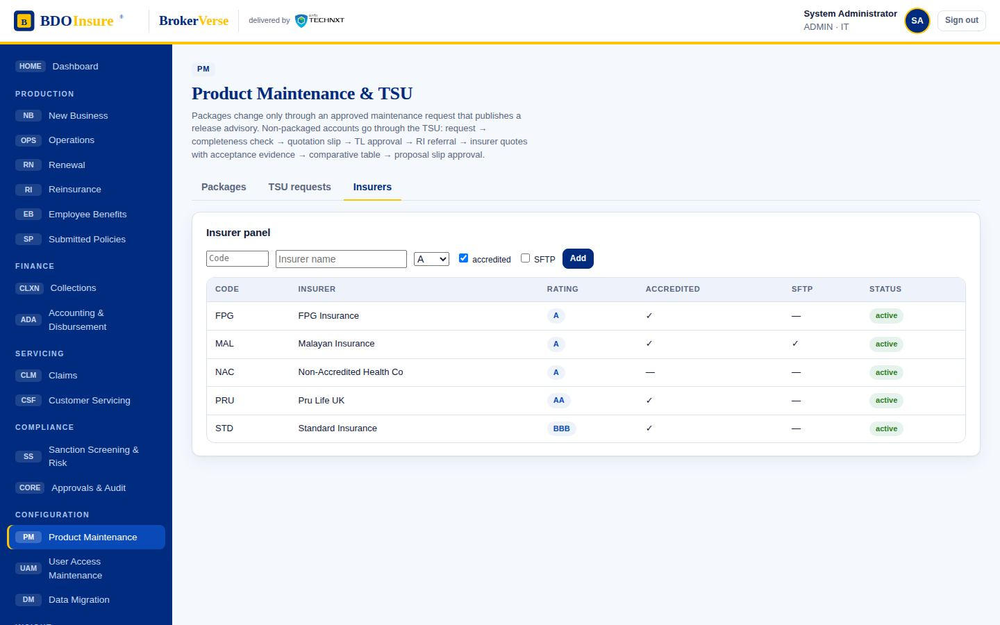 B BDOInsure ®
BrokerVerse
delivered by TECHNXT
System Administrator
ADMIN · IT
SA
Sign out
HOME Dashboard
PRODUCTION
NB New Business
OPS Operations
RN Renewal
RI Reinsurance
EB Employee Benefits
SP Submitted Policies
FINANCE
CLXN Collections
ADA Accounting &
Disbursement
SERVICING
CLM Claims
CSF Customer Servicing
COMPLIANCE
SS Sanction Screening &
Risk
CORE Approvals & Audit
CONFIGURATION
PM Product Maintenance
UAM User Access
Maintenance
DM Data Migration
PM
Product Maintenance & TSU
Packages change only through an approved maintenance request that publishes a
release advisory. Non-packaged accounts go through the TSU: request →
completeness check → quotation slip → TL approval → RI referral → insurer quotes
with acceptance evidence → comparative table → proposal slip approval.
Packages TSU requests Insurers
Insurer panel
Code Insurer name A accredited SFTP Add
CODE INSURER RATING ACCREDITED SFTP STATUS
FPG FPG Insurance A ✓ — active
MAL Malayan Insurance A ✓ ✓ active
NAC Non-Accredited Health Co A — — active
PRU Pru Life UK AA ✓ — active
STD Standard Insurance BBB ✓ — active